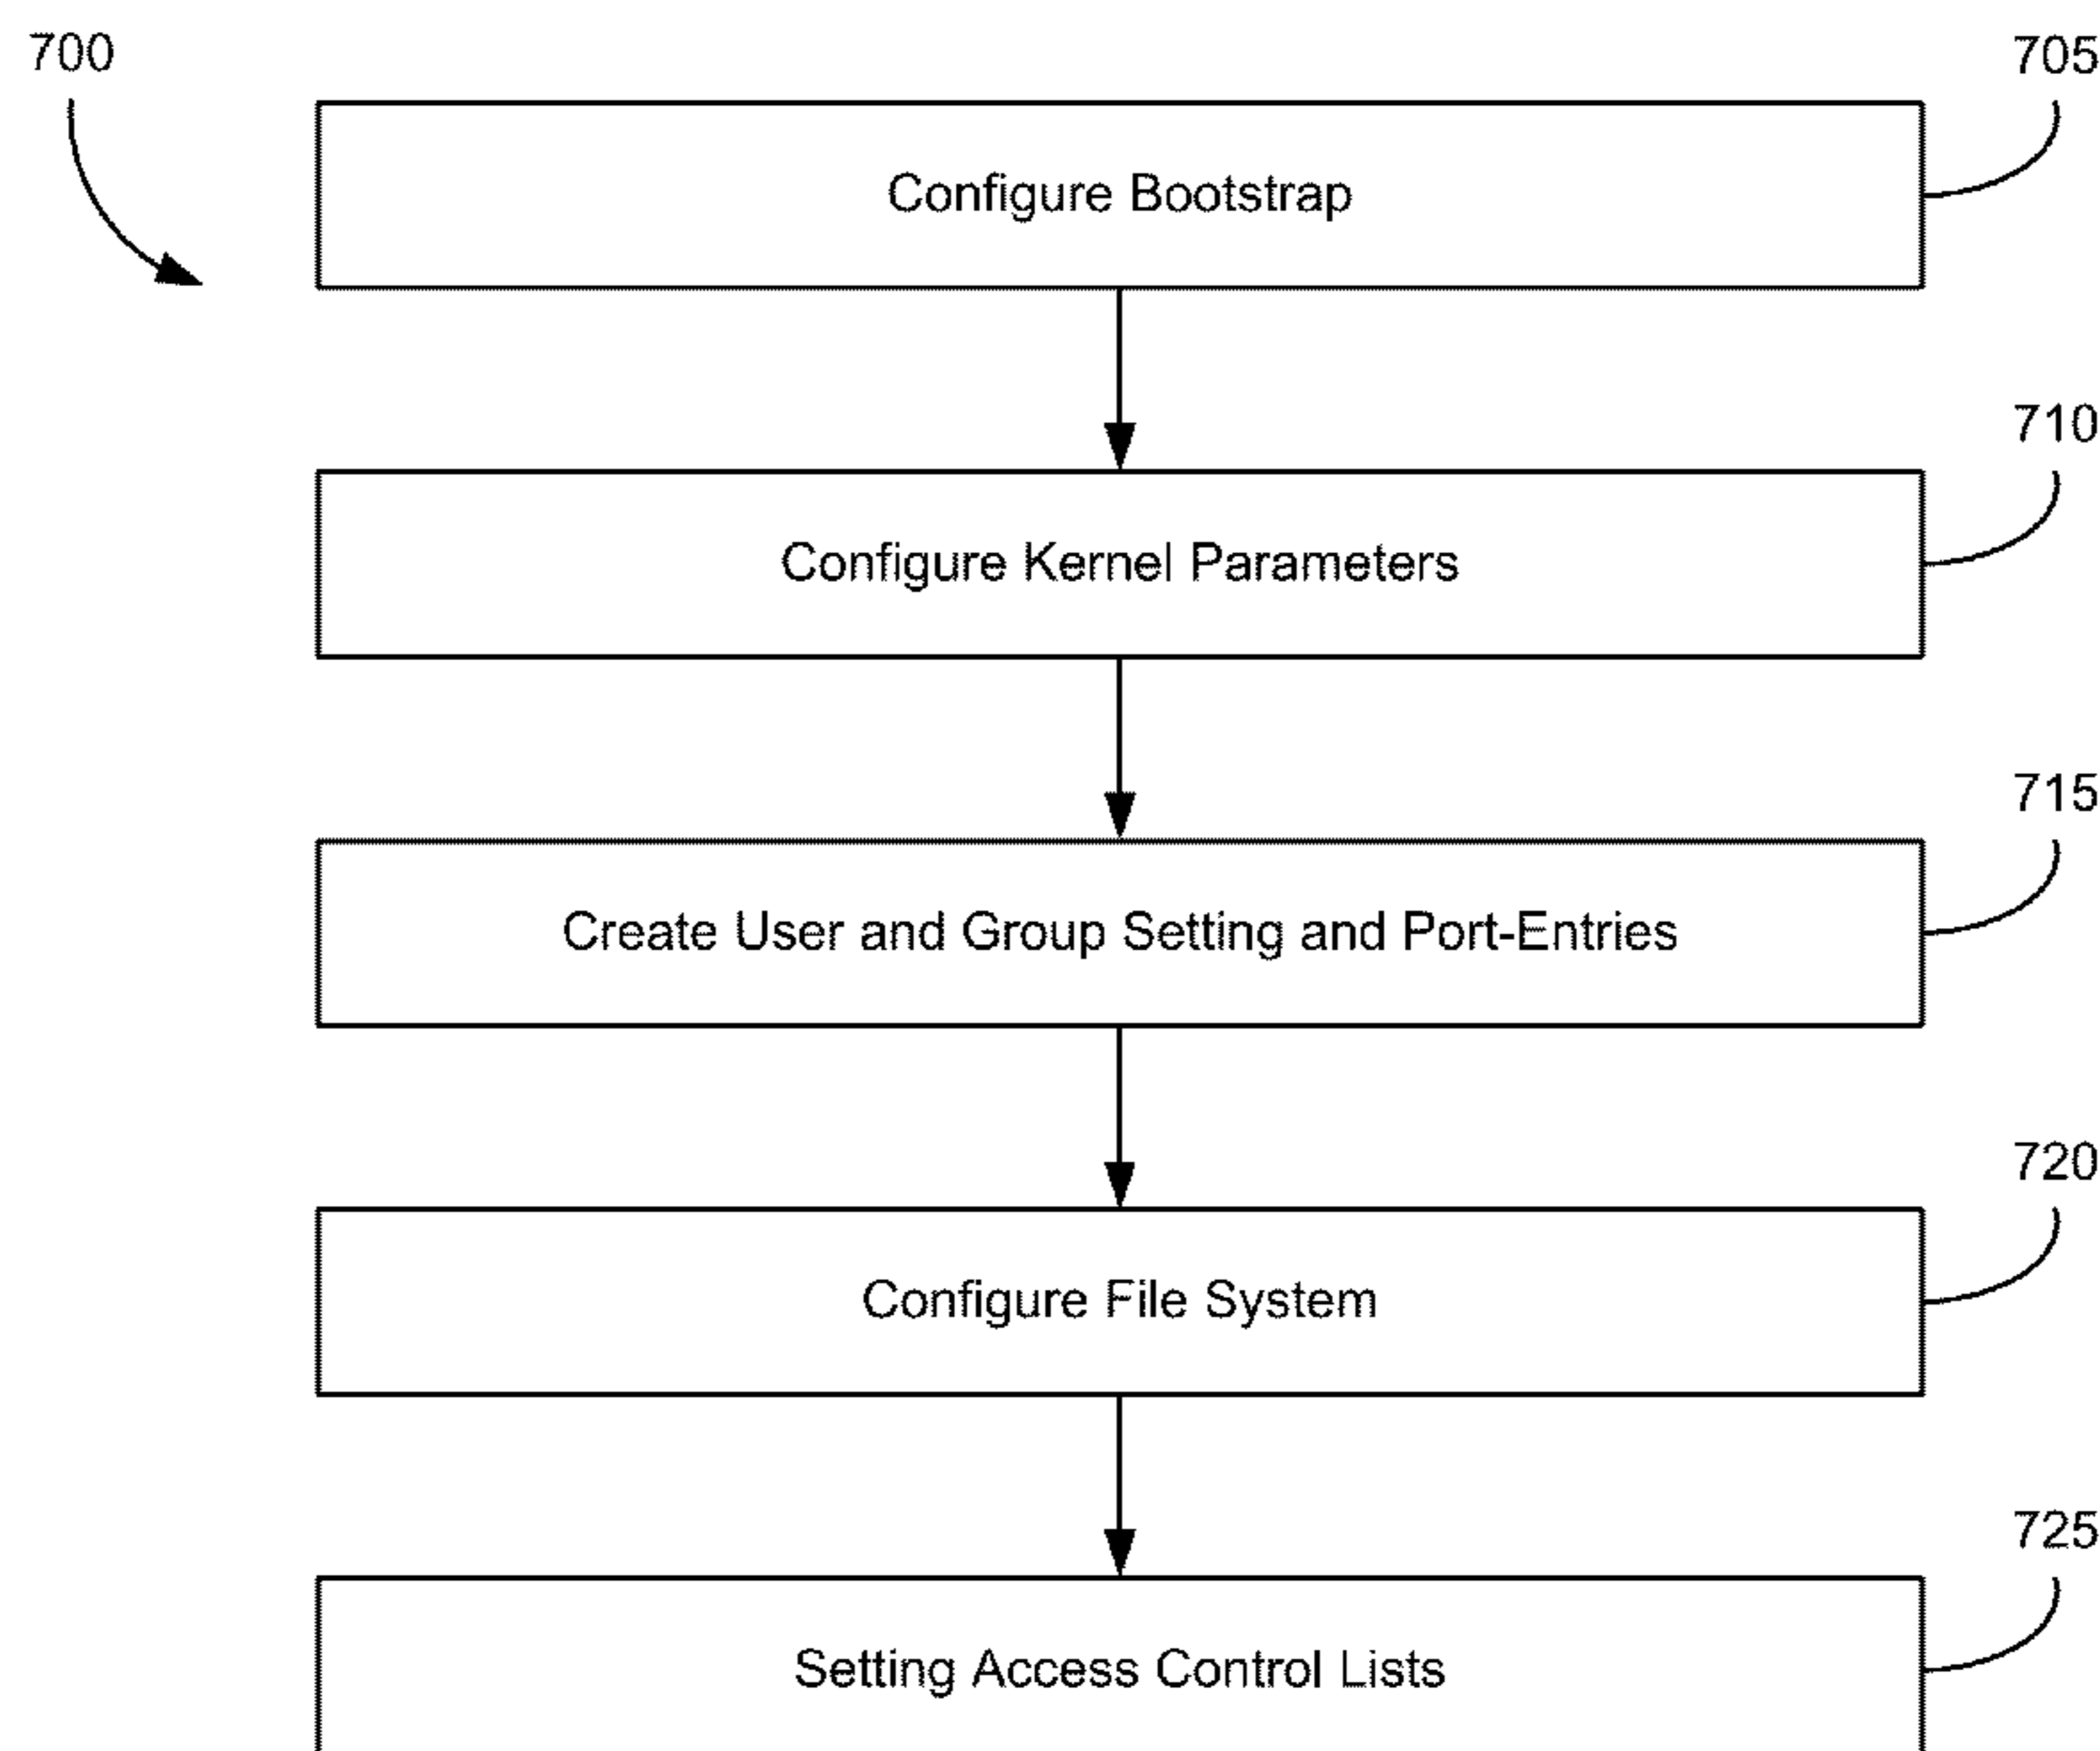 700
705
Configure Bootstrap
710
Configure Kernel Parameters
715
Create User and Group Setting and Port-Entries
720
Configure File System
725
Setting Access Control Lists